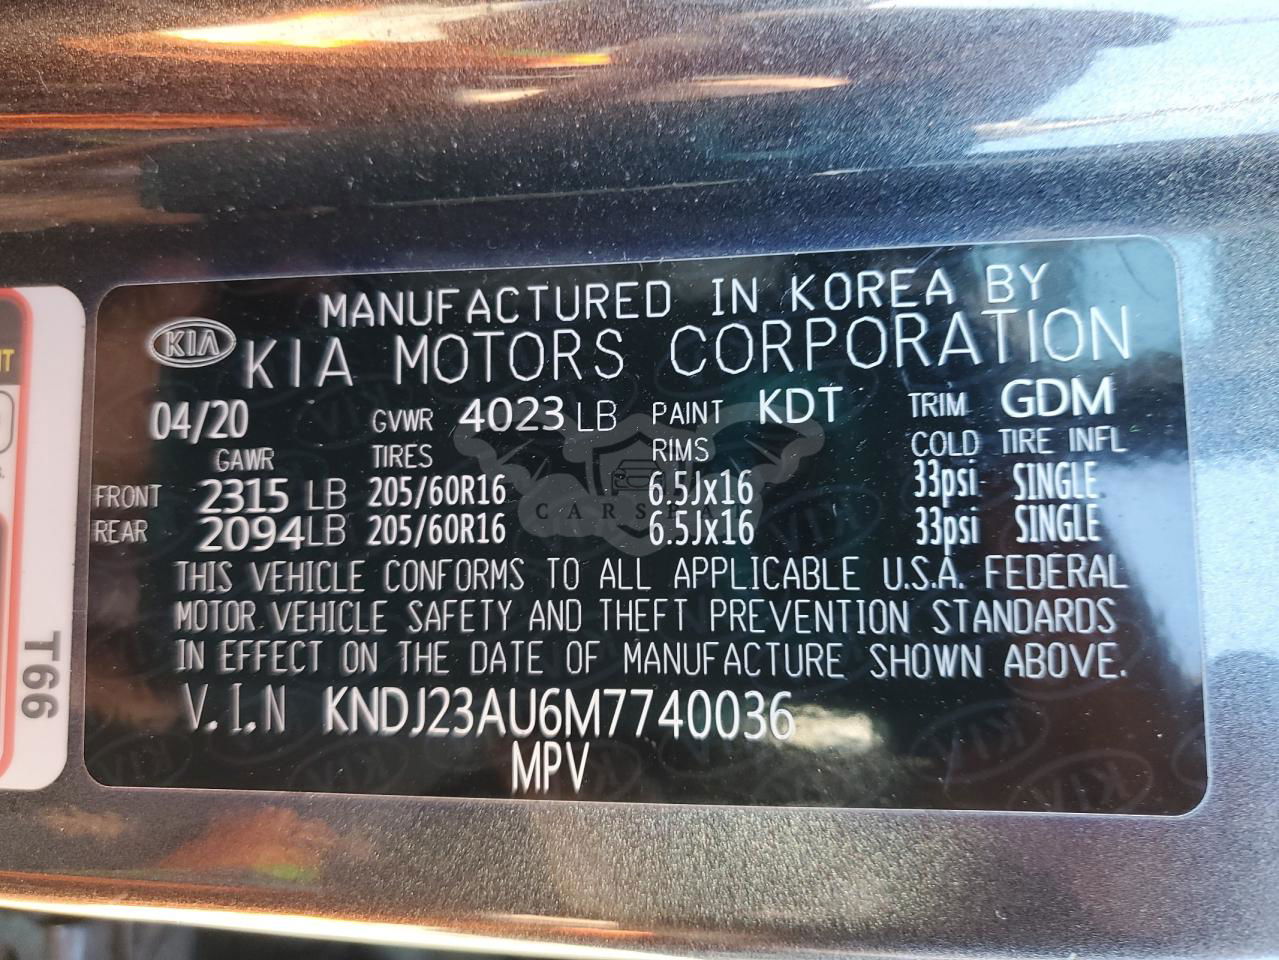 MANUFACTURED IN KOREA BY
KIA KIA MOTORS CORPORATION
04/20 GVWR 4023 LB PAINT KDT TRIM GDM
GAWR TIRES RIMS COLD TIRE INFL
FRONT 2315 LB 205/60R16 6.5Jx16 33psi SINGLE
REAR 2094 LB 205/60R16 6.5Jx16 33psi SINGLE
THIS VEHICLE CONFORMS TO ALL APPLICABLE U.S.A. FEDERAL
MOTOR VEHICLE SAFETY AND THEFT PREVENTION STANDARDS
IN EFFECT ON THE DATE OF MANUFACTURE SHOWN ABOVE.
V.I.N KNDJ23AU6M7740036
MPV
T66